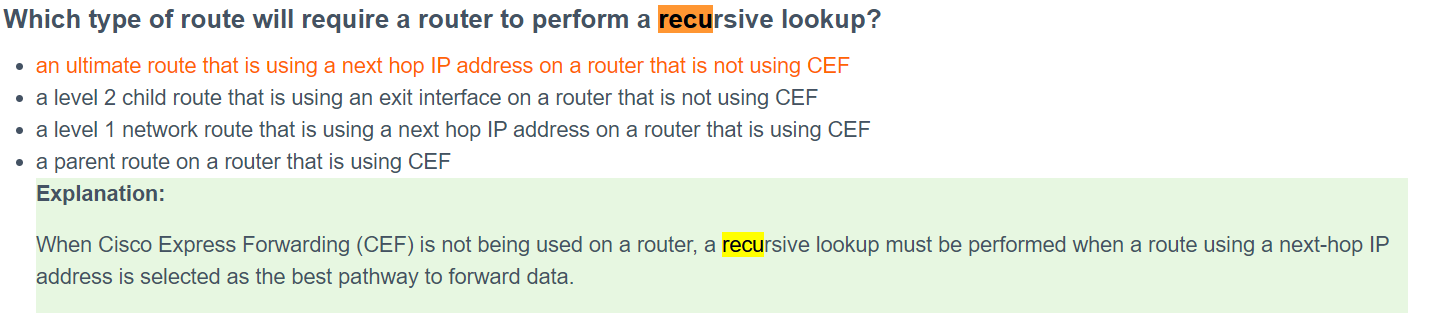 Which type of route will require a router to perform a recursive lookup?
an ultimate route that is using a next hop IP address on a router that is not using CEF
a level 2 child route that is using an exit interface on a router that is not using CEF
a level 1 network route that is using a next hop IP address on a router that is using CEF
a parent route on a router that is using CEF
Explanation:
When Cisco Express Forwarding (CEF) is not being used on a router, a recursive lookup must be performed when a route using a next-hop IP
address is selected as the best pathway to forward data.